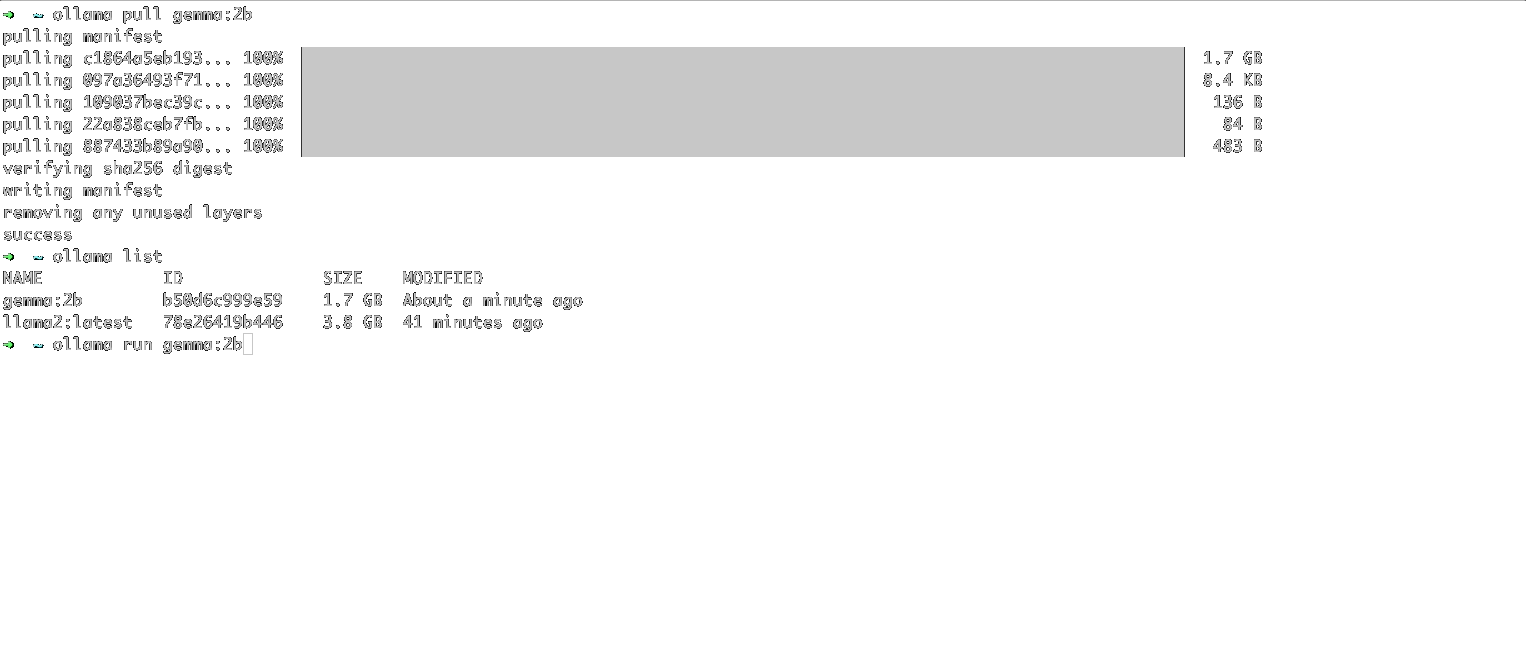 ➜  ~ ollama pull gemma:2b
pulling manifest
pulling c1864a5eb193... 100% 1.7 GB
pulling 097a36493f71... 100% 8.4 KB
pulling 109037bec39c... 100% 136 B
pulling 22a838ceb7fb... 100% 84 B
pulling 887433b89a90... 100% 483 B
verifying sha256 digest
writing manifest
removing any unused layers
success
➜  ~ ollama list
NAME ID SIZE MODIFIED
gemma:2b b50d6c999e59 1.7 GB About a minute ago
llama2:latest 78e26419b446 3.8 GB 41 minutes ago
➜  ~ ollama run gemma:2b